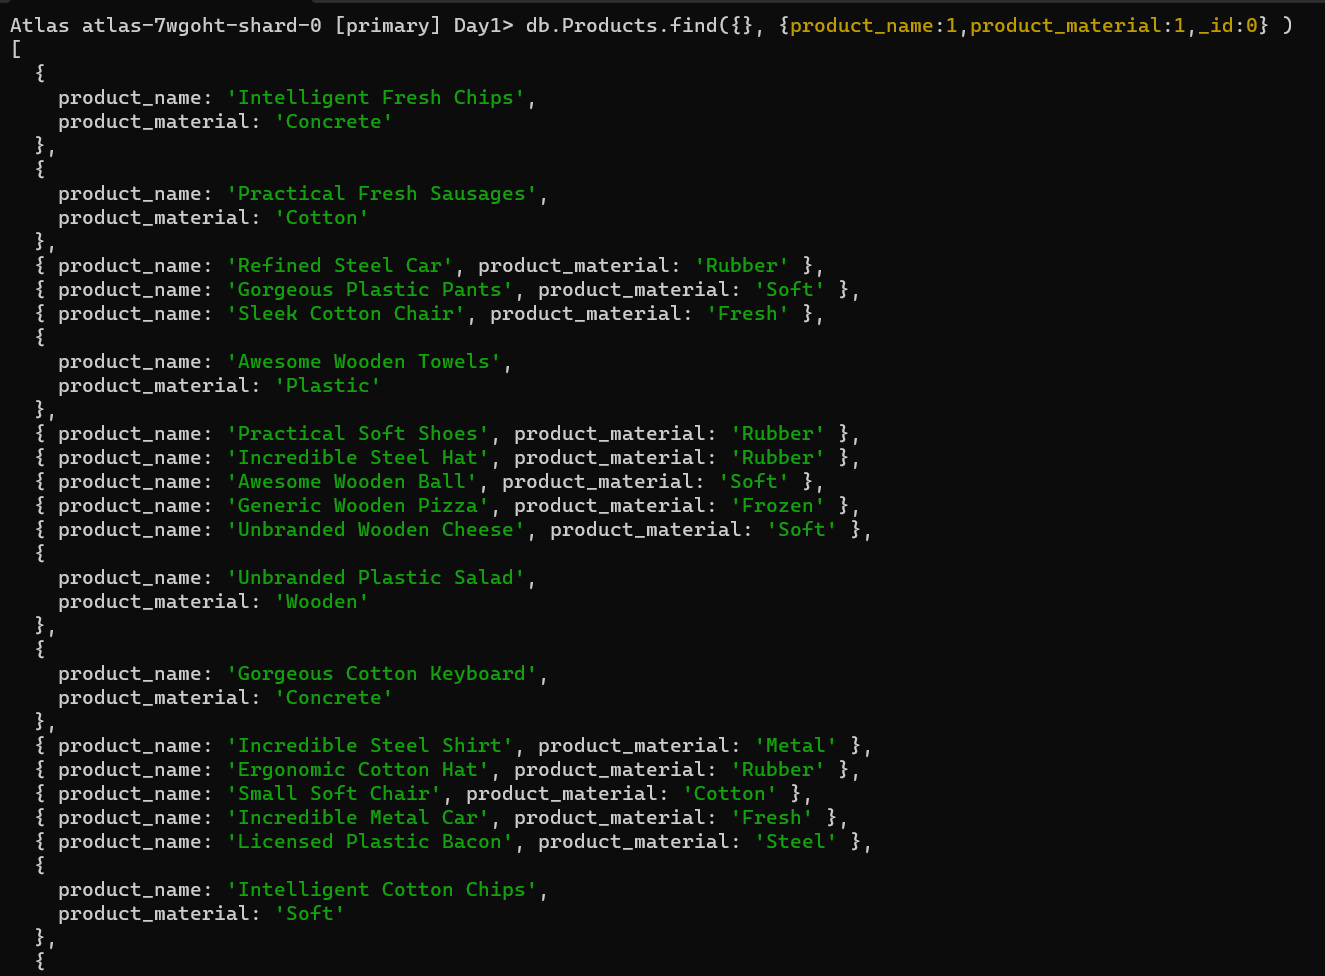 Atlas atlas-7wgoht-shard-0 [primary] Day1> db.Products.find({}, {product_name:1,product_material:1,_id:0} )
[
  {
    product_name: 'Intelligent Fresh Chips',
    product_material: 'Concrete'
  },
  {
    product_name: 'Practical Fresh Sausages',
    product_material: 'Cotton'
  },
  { product_name: 'Refined Steel Car', product_material: 'Rubber' },
  { product_name: 'Gorgeous Plastic Pants', product_material: 'Soft' },
  { product_name: 'Sleek Cotton Chair', product_material: 'Fresh' },
  {
    product_name: 'Awesome Wooden Towels',
    product_material: 'Plastic'
  },
  { product_name: 'Practical Soft Shoes', product_material: 'Rubber' },
  { product_name: 'Incredible Steel Hat', product_material: 'Rubber' },
  { product_name: 'Awesome Wooden Ball', product_material: 'Soft' },
  { product_name: 'Generic Wooden Pizza', product_material: 'Frozen' },
  { product_name: 'Unbranded Wooden Cheese', product_material: 'Soft' },
  {
    product_name: 'Unbranded Plastic Salad',
    product_material: 'Wooden'
  },
  {
    product_name: 'Gorgeous Cotton Keyboard',
    product_material: 'Concrete'
  },
  { product_name: 'Incredible Steel Shirt', product_material: 'Metal' },
  { product_name: 'Ergonomic Cotton Hat', product_material: 'Rubber' },
  { product_name: 'Small Soft Chair', product_material: 'Cotton' },
  { product_name: 'Incredible Metal Car', product_material: 'Fresh' },
  { product_name: 'Licensed Plastic Bacon', product_material: 'Steel' },
  {
    product_name: 'Intelligent Cotton Chips',
    product_material: 'Soft'
  },
  {